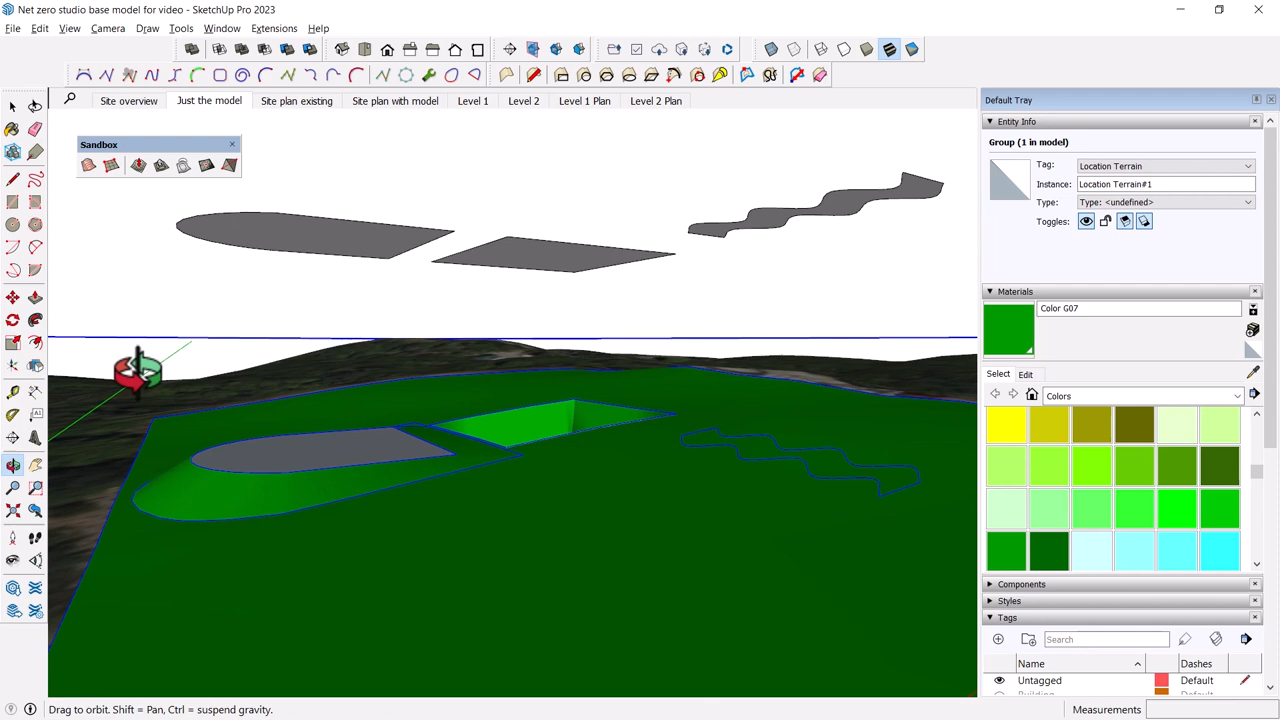 Net zero studio base model for video - SketchUp Pro 2023
File Edit View Camera Draw Tools Window Extensions Help
Site overview Just the model Site plan existing Site plan with model Level 1 Level 2 Level 1 Plan Level 2 Plan
Sandbox
Default Tray
Entity Info
Group (1 in model)
Tag: Location Terrain
Instance: Location Terrain#1
Type: Type: <undefined>
Toggles:
Materials
Color G07
Select Edit
Colors
Components
Styles
Tags
Search
Name Dashes
Untagged Default
Drag to orbit. Shift = Pan, Ctrl = suspend gravity.
Measurements